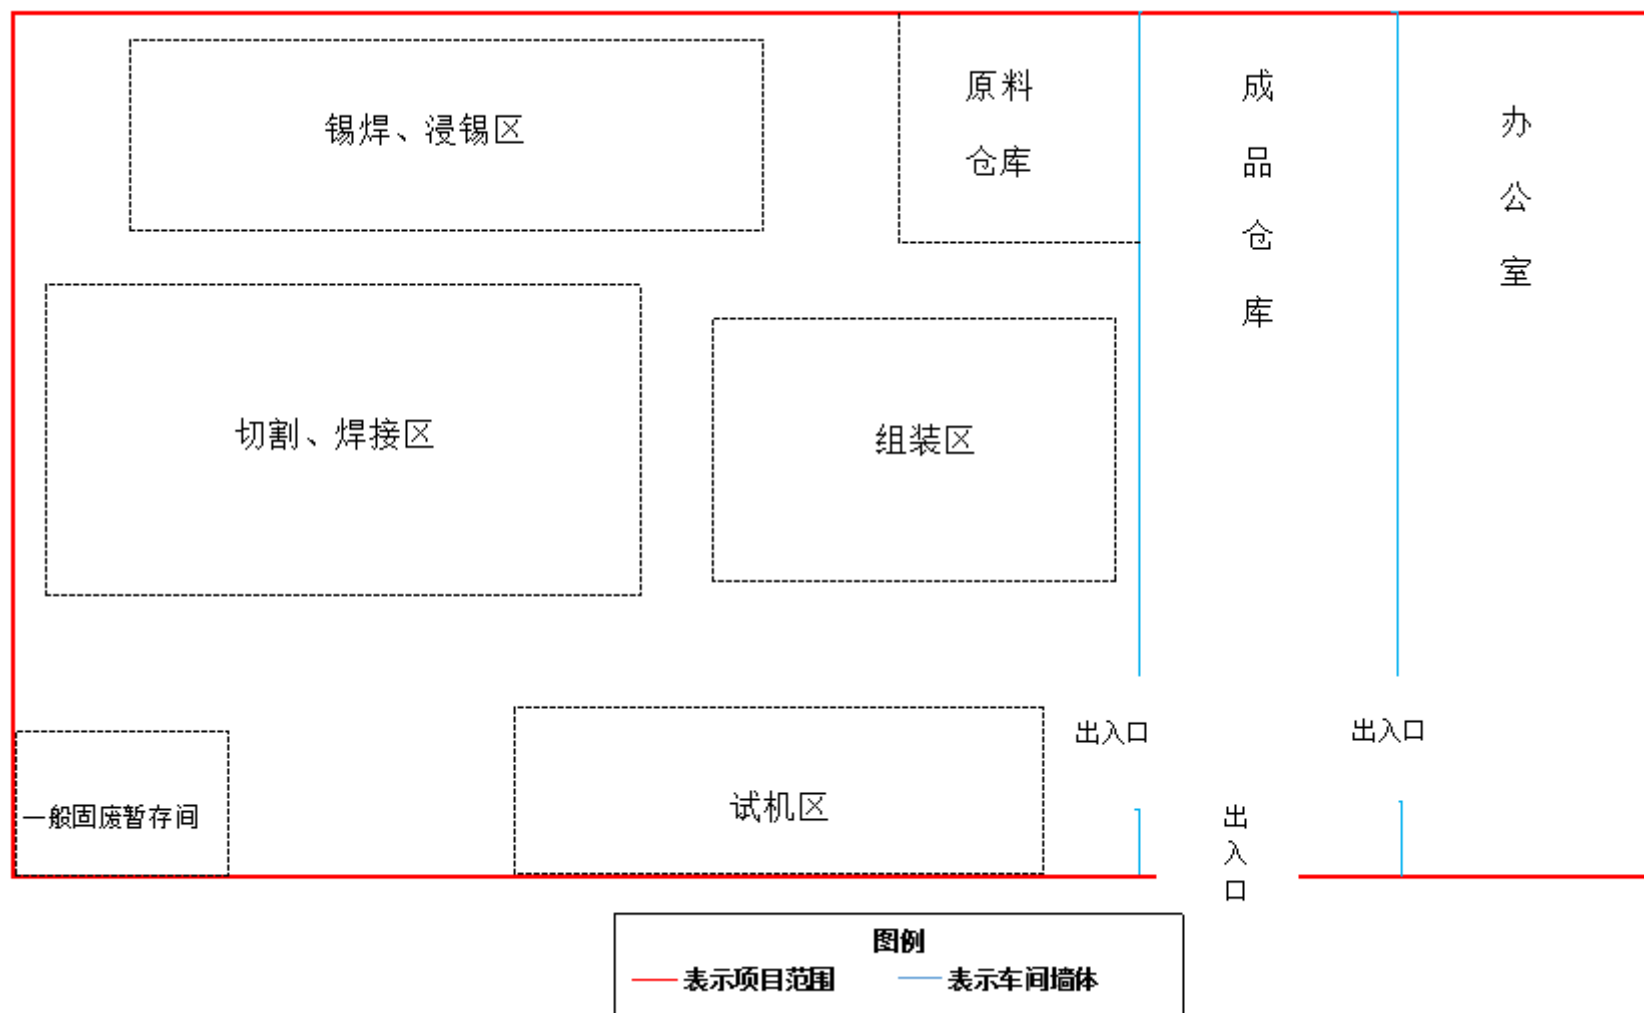 锡焊、浸锡区
原料
仓库
成
品
仓
库
办
公
室
切割、焊接区
组装区
出入口
出入口
一般固废暂存间
试机区
出
入
口
图例
表示项目范围
表示车间墙体